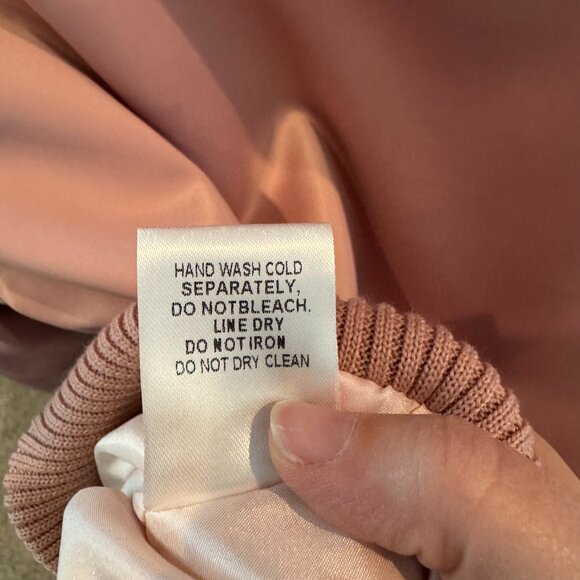 HAND WASH COLD
SEPARATELY,
DO NOTBLEACH.
LINE DRY
DO NOTIRON
DO NOT DRY CLEAN